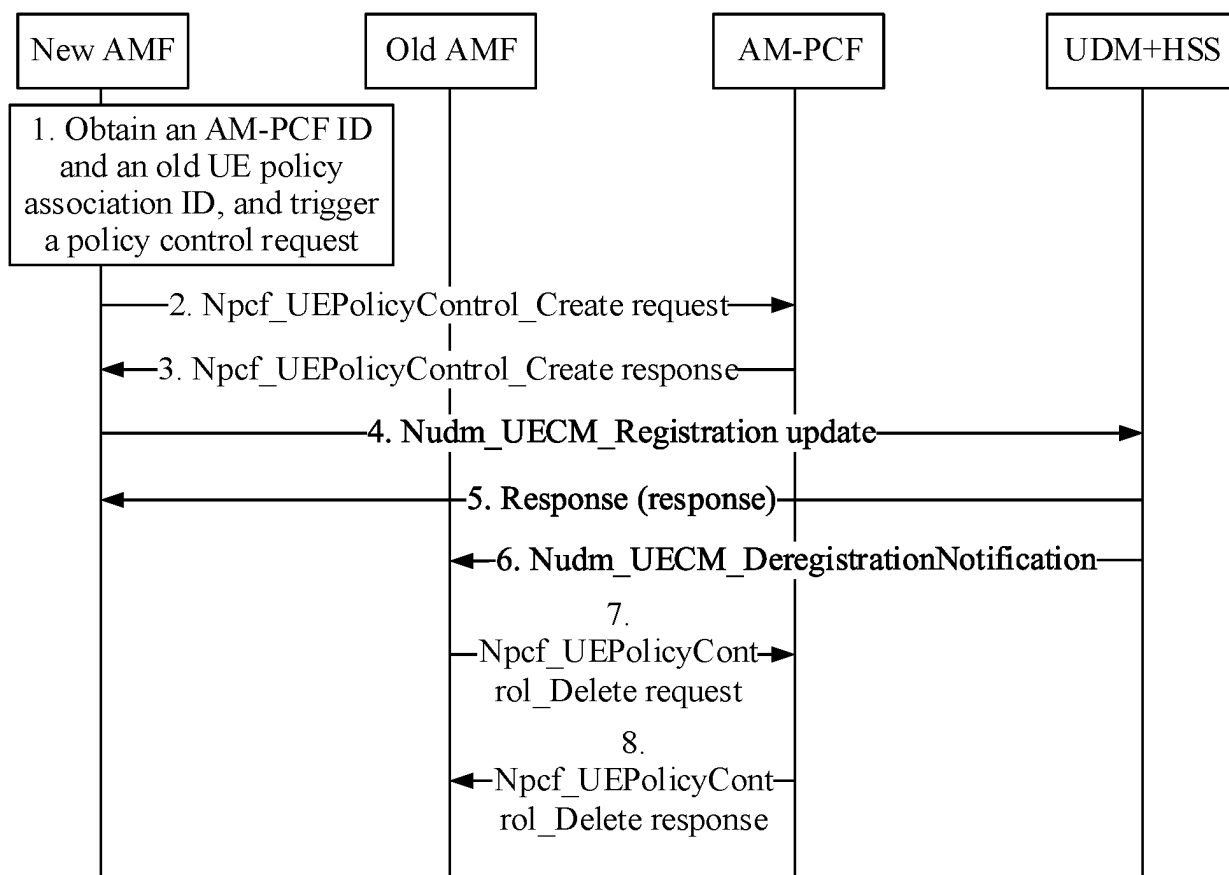 New AMF
Old AMF
AM-PCF
UDM+HSS
1. Obtain an AM-PCF ID
and an old UE policy
association ID, and trigger
a policy control request
2. Npcf_UEPolicyControl_Create request
3. Npcf_UEPolicyControl_Create response
4. Nudm_UECM_Registration update
5. Response (response)
6. Nudm_UECM_DeregistrationNotification
7.
Npcf_UEPolicyCont
rol_Delete request
8.
Npcf_UEPolicyCont
rol_Delete response